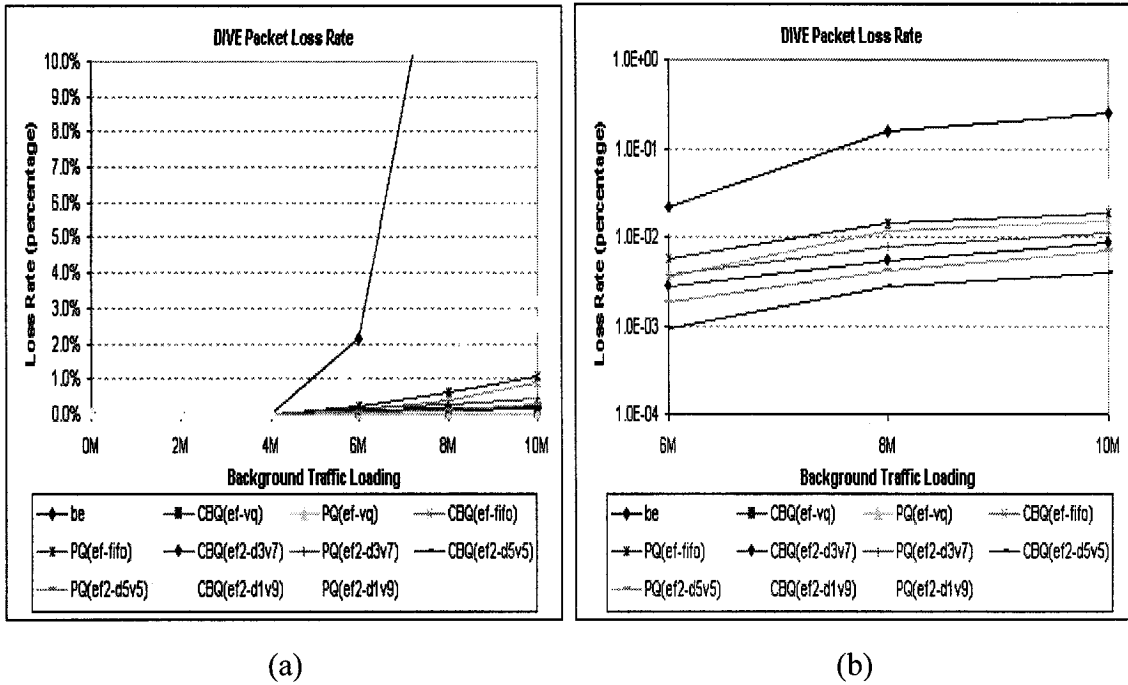 DIVE Packet Loss Rate
Loss Rate (percentage)
10.0%
9.0%
8.0%
7.0%
6.0%
5.0%
4.0%
3.0%
2.0%
1.0%
0.0%
0M 2M 4M 6M 8M 10M
Background Traffic Loading
be CBQ(ef-vq) PQ(ef-vq) CBQ(ef-fifo)
PQ(ef-fifo) CBQ(ef2-d3v7) PQ(ef2-d3v7) CBQ(ef2-d5v5)
PQ(ef2-d5v5) CBQ(ef2-d1v9) PQ(ef2-d1v9)
(a)
DIVE Packet Loss Rate
Loss Rate (percentage)
1.0E+00
1.0E-01
1.0E-02
1.0E-03
1.0E-04
6M 8M 10M
Background Traffic Loading
be CBQ(ef-vq) PQ(ef-vq) CBQ(ef-fifo)
PQ(ef-fifo) CBQ(ef2-d3v7) PQ(ef2-d3v7) CBQ(ef2-d5v5)
PQ(ef2-d5v5) CBQ(ef2-d1v9) PQ(ef2-d1v9)
(b)